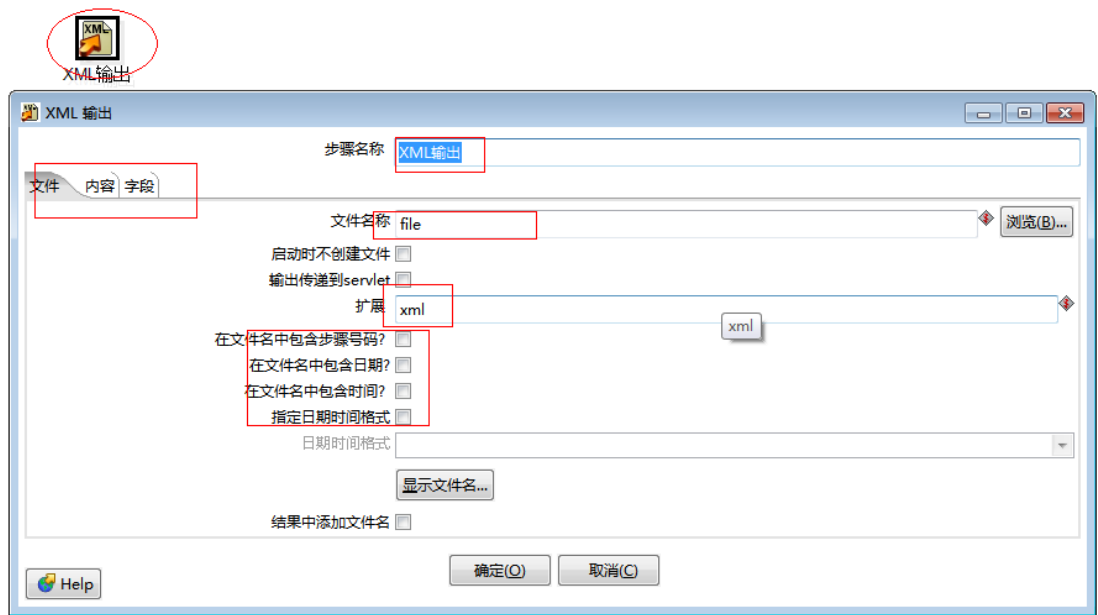 XML
XML输出
XML 输出
步骤名称 XML输出
文件 内容 字段
文件名称 file 浏览(B)...
启动时不创建文件
输出传递到servlet
扩展 xml
xml
在文件名中包含步骤号码?
在文件名中包含日期?
在文件名中包含时间?
指定日期时间格式
日期时间格式
显示文件名...
结果中添加文件名
确定(O) 取消(C)
Help